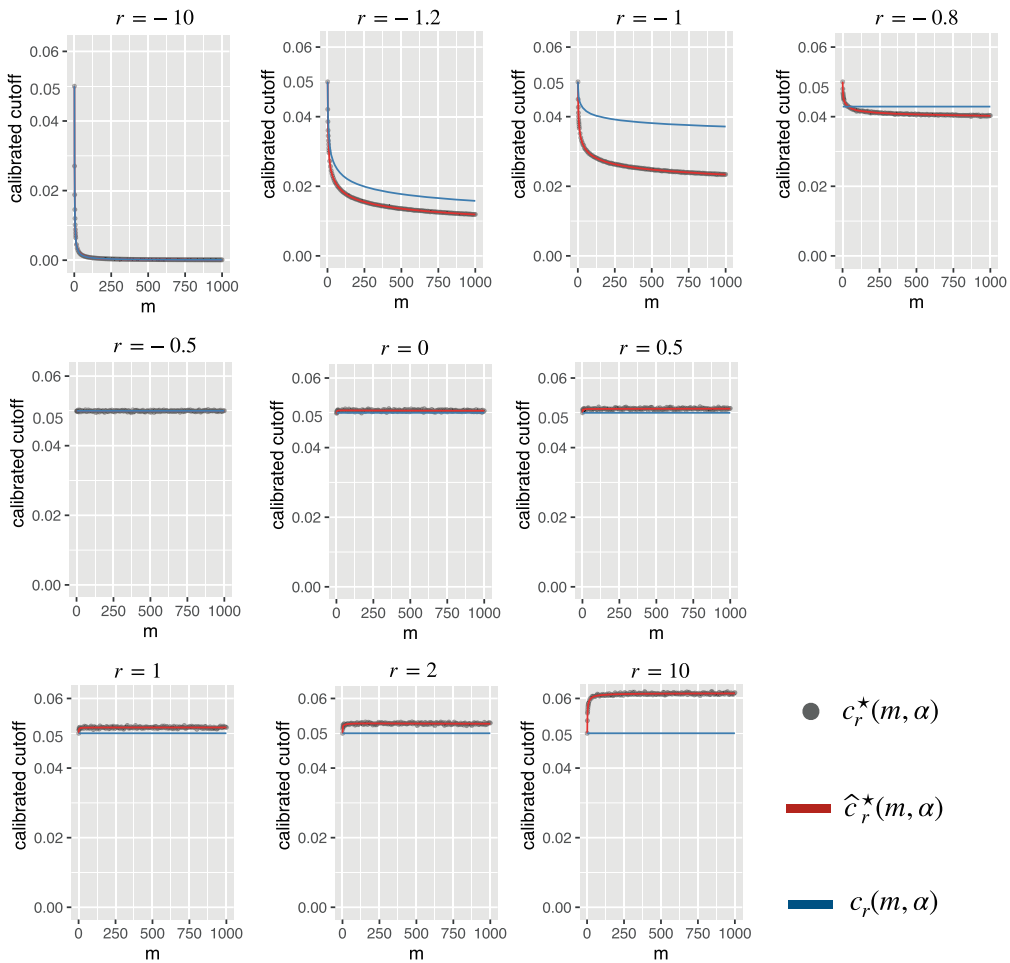 r = − 10
r = − 1.2
r = − 1
r = − 0.8
calibrated cutoff
0.06
0.04
0.02
0.00
0 250 500 750 1000
m
calibrated cutoff
0.06
0.04
0.02
0.00
0 250 500 750 1000
m
calibrated cutoff
0.06
0.04
0.02
0.00
0 250 500 750 1000
m
calibrated cutoff
0.06
0.04
0.02
0.00
0 250 500 750 1000
m
r = − 0.5
r = 0
r = 0.5
calibrated cutoff
0.06
0.05
0.04
0.02
0.00
0 250 500 750 1000
m
calibrated cutoff
0.06
0.05
0.04
0.02
0.00
0 250 500 750 1000
m
calibrated cutoff
0.06
0.05
0.04
0.02
0.00
0 250 500 750 1000
m
r = 1
r = 2
r = 10
calibrated cutoff
0.06
0.05
0.04
0.02
0.00
0 250 500 750 1000
m
calibrated cutoff
0.06
0.05
0.04
0.02
0.00
0 250 500 750 1000
m
calibrated cutoff
0.06
0.05
0.04
0.02
0.00
0 250 500 750 1000
m
c_r^⋆(m, α)
ĉ_r^⋆(m, α)
c_r(m, α)